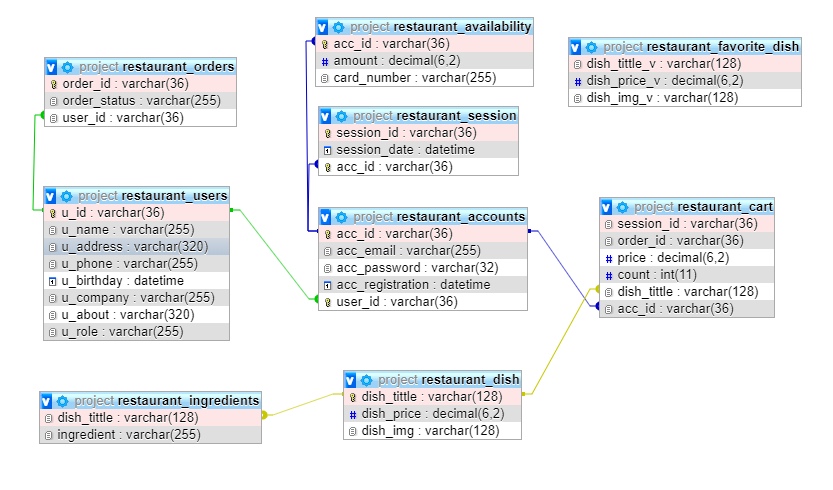 project restaurant_availability
acc_id : varchar(36)
amount : decimal(6,2)
card_number : varchar(255)
project restaurant_favorite_dish
dish_tittle_v : varchar(128)
dish_price_v : decimal(6,2)
dish_img_v : varchar(128)
project restaurant_orders
order_id : varchar(36)
order_status : varchar(255)
user_id : varchar(36)
project restaurant_session
session_id : varchar(36)
session_date : datetime
acc_id : varchar(36)
project restaurant_users
u_id : varchar(36)
u_name : varchar(255)
u_address : varchar(320)
u_phone : varchar(255)
u_birthday : datetime
u_company : varchar(255)
u_about : varchar(320)
u_role : varchar(255)
project restaurant_accounts
acc_id : varchar(36)
acc_email : varchar(255)
acc_password : varchar(32)
acc_registration : datetime
user_id : varchar(36)
project restaurant_cart
session_id : varchar(36)
order_id : varchar(36)
price : decimal(6,2)
count : int(11)
dish_tittle : varchar(128)
acc_id : varchar(36)
project restaurant_ingredients
dish_tittle : varchar(128)
ingredient : varchar(255)
project restaurant_dish
dish_tittle : varchar(128)
dish_price : decimal(6,2)
dish_img : varchar(128)